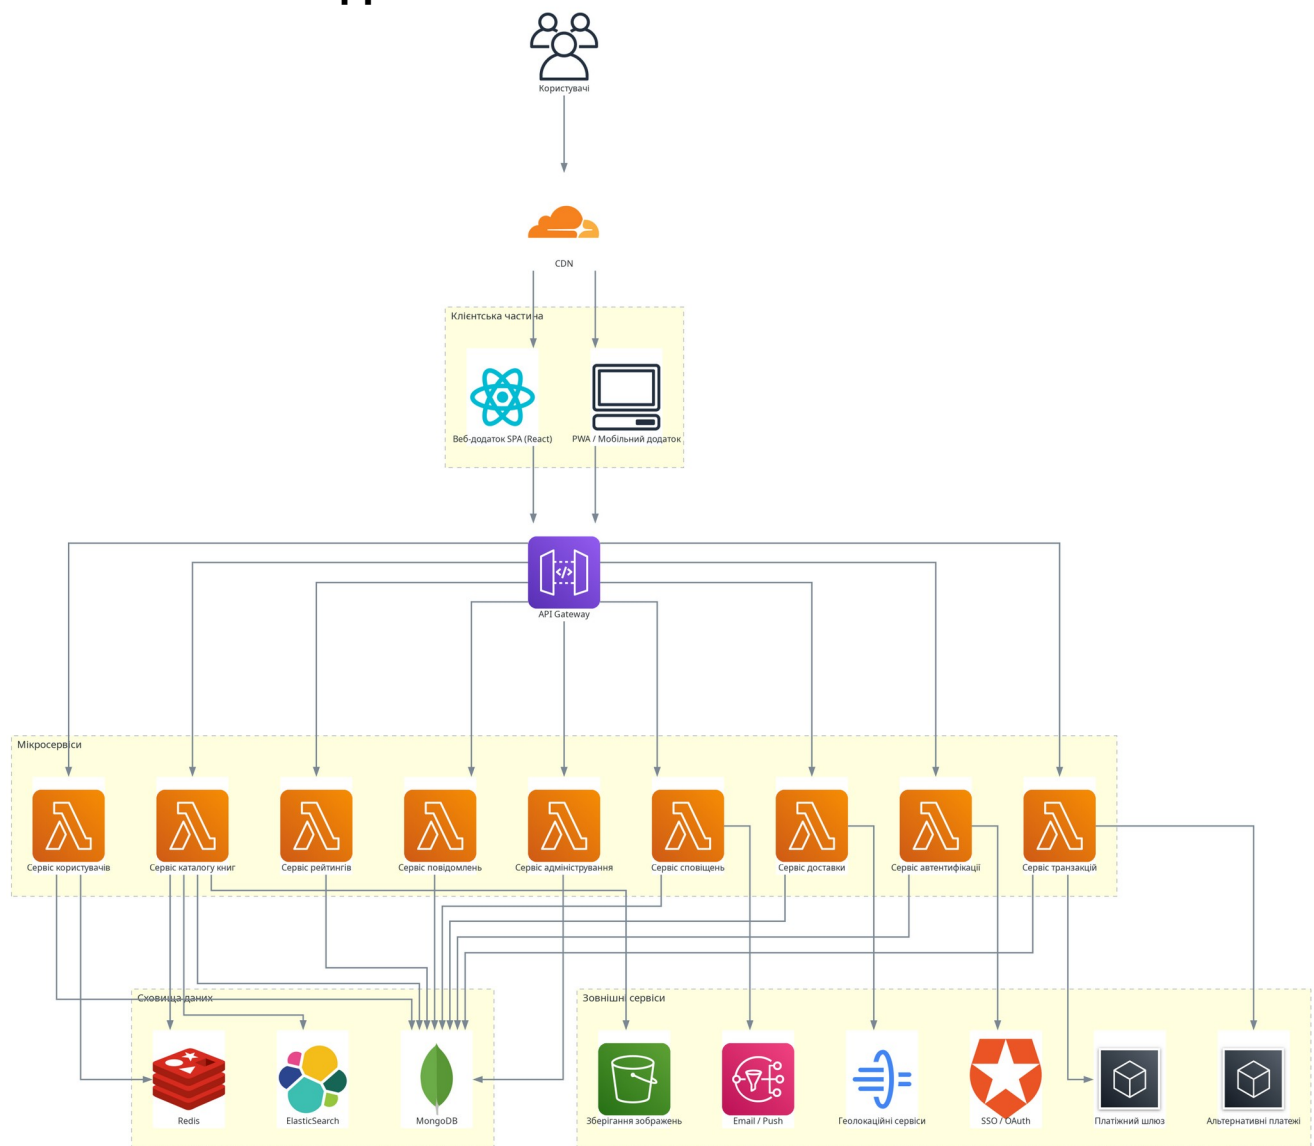 Користувачі
CDN
Клієнтська частина
Веб-додаток SPA (React)
PWA / Мобільний додаток
API Gateway
Мікросервіси
Сервіс користувачів
Сервіс каталогу книг
Сервіс рейтингів
Сервіс повідомлень
Сервіс адміністрування
Сервіс сповіщень
Сервіс доставки
Сервіс автентифікації
Сервіс транзакцій
Сховища даних
Зовнішні сервіси
Redis
ElasticSearch
MongoDB
Зберігання зображень
Email / Push
Геолокаційні сервіси
SSO / OAuth
Платіжний шлюз
Альтернативні платежі